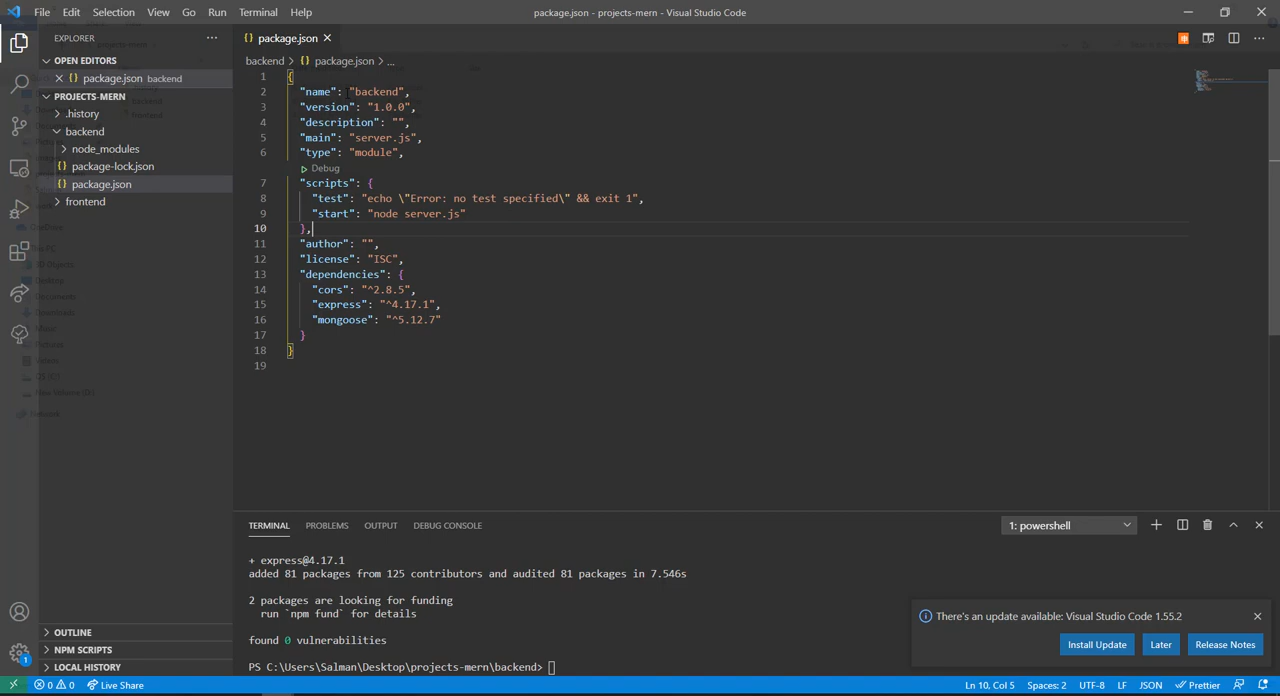 File Edit Selection View Go Run Terminal Help
package.json - projects-mern - Visual Studio Code
EXPLORER
OPEN EDITORS
package.json backend
PROJECTS-MERN
.history
backend
node_modules
package-lock.json
package.json
frontend
OUTLINE
NPM SCRIPTS
LOCAL HISTORY
package.json
backend > {} package.json > ...
1 {
2 "name": "backend",
3 "version": "1.0.0",
4 "description": "",
5 "main": "server.js",
6 "type": "module",
Debug
7 "scripts": {
8 "test": "echo \"Error: no test specified\" && exit 1",
9 "start": "node server.js"
10 },
11 "author": "",
12 "license": "ISC",
13 "dependencies": {
14 "cors": "^2.8.5",
15 "express": "^4.17.1",
16 "mongoose": "^5.12.7"
17 }
18 }
19
TERMINAL PROBLEMS OUTPUT DEBUG CONSOLE
1: powershell
+ express@4.17.1
added 81 packages from 125 contributors and audited 81 packages in 7.546s
2 packages are looking for funding
run `npm fund` for details
found 0 vulnerabilities
PS C:\Users\Salman\Desktop\projects-mern\backend>
There's an update available: Visual Studio Code 1.55.2
Install Update Later Release Notes
1
0 0 Live Share
Ln 10, Col 5 Spaces: 2 UTF-8 LF JSON Prettier